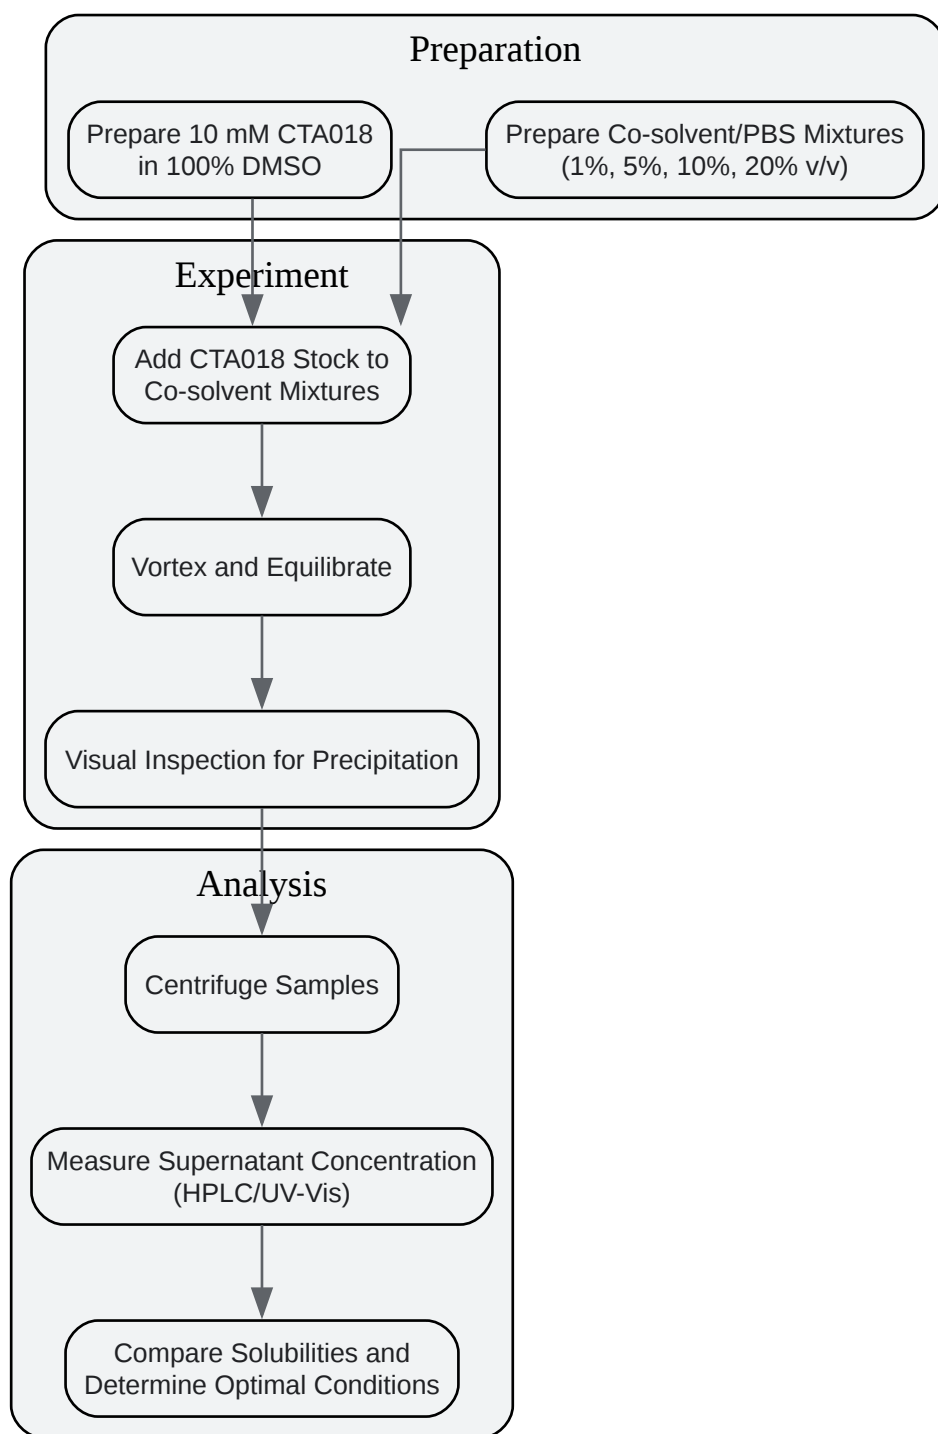 Preparation
Prepare 10 mM CTA018
in 100% DMSO
Prepare Co-solvent/PBS Mixtures
(1%, 5%, 10%, 20% v/v)
Experiment
Add CTA018 Stock to
Co-solvent Mixtures
Vortex and Equilibrate
Visual Inspection for Precipitation
Analysis
Centrifuge Samples
Measure Supernatant Concentration
(HPLC/UV-Vis)
Compare Solubilities and
Determine Optimal Conditions